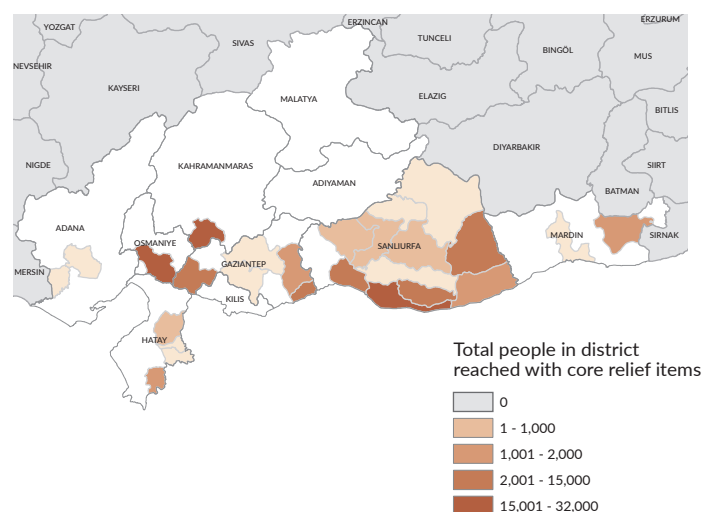 YOZGAT
ERZINCAN
ERZURUM
SIVAS
TUNCELI
BINGÖL
MUS
NEVSEHIR
KAYSERI
MALATYA
ELAZIG
BITLIS
DIYARBAKIR
NIGDE
KAHRAMANMARAS
SIIRT
ADIYAMAN
BATMAN
ADANA
OSMANIYE
SANLIURFA
MARDIN
SIRNAK
MERSIN
GAZIANTEP
KILIS
HATAY
Total people in district
reached with core relief items
0
1 - 1,000
1,001 - 2,000
2,001 - 15,000
15,001 - 32,000